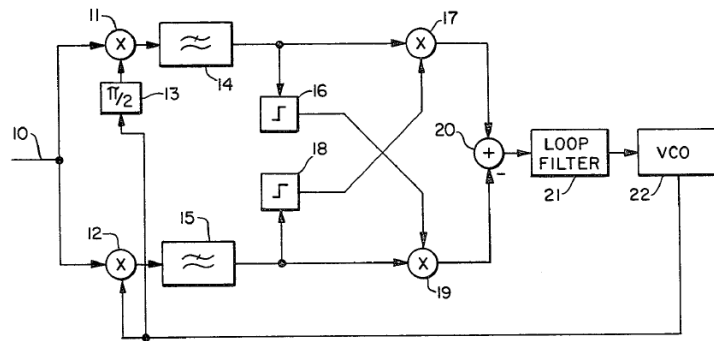 11
X
14
17
X
π/2
13
16
10
18
20
+
-
LOOP
FILTER
21
VCO
22
12
X
15
X
19